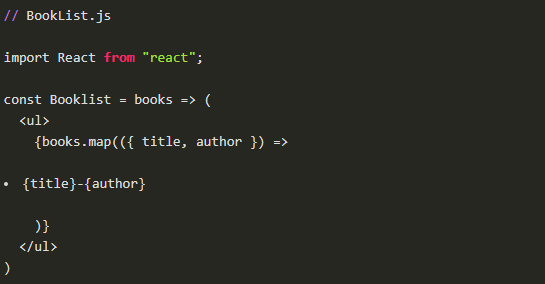 // BookList.js
import React from "react";
const Booklist = books => (
<ul>
{books.map(({ title, author }) =>
• {title}-{author}
)}
</ul>
)